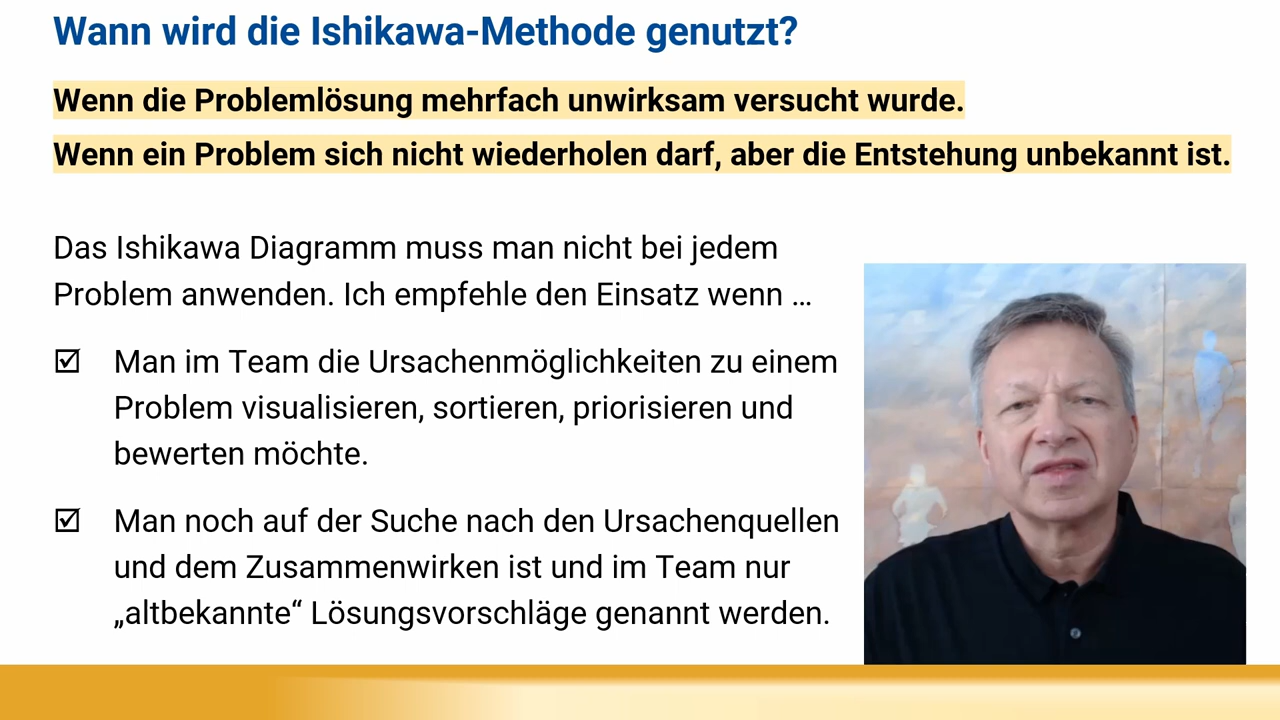 Wann wird die Ishikawa-Methode genutzt?
Wenn die Problemlösung mehrfach unwirksam versucht wurde.
Wenn ein Problem sich nicht wiederholen darf, aber die Entstehung unbekannt ist.
Das Ishikawa Diagramm muss man nicht bei jedem
Problem anwenden. Ich empfehle den Einsatz wenn ...
☑ Man im Team die Ursachenmöglichkeiten zu einem
Problem visualisieren, sortieren, priorisieren und
bewerten möchte.
☑ Man noch auf der Suche nach den Ursachenquellen
und dem Zusammenwirken ist und im Team nur
„altbekannte“ Lösungsvorschläge genannt werden.